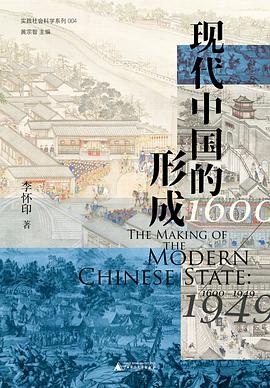 实践社会科学系列 004
黄宗智 主编
现代中国的
形成
1600
李怀印 著
THE MAKING OF
THE
MODERN
CHINESE STATE:
1600—1949
1949